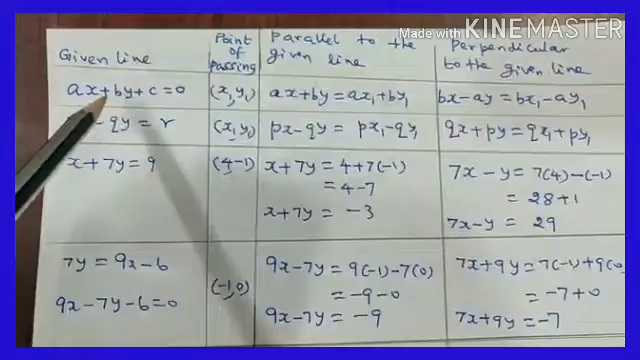 Made with KINEMASTER
Given line
Point of passing
Parallel to the given line
Perpendicular to the given line
ax+by+c=0
(x₁,y₁)
ax+by=ax₁+by₁
bx-ay=bx₁-ay₁
-qy=r
(x₁,y₁)
px-qy=px₁-qy₁
qx+py=qx₁+py₁
x+7y=9
(4,-1)
x+7y=4+7(-1)
=4-7
x+7y=-3
7x-y=7(4)-(-1)
=28+1
7x-y=29
7y=9x-6
9x-7y-6=0
(-1,0)
9x-7y=9(-1)-7(0)
=-9-0
9x-7y=-9
7x+9y=7(-1)+9(0
=-7+0
7x+9y=-7